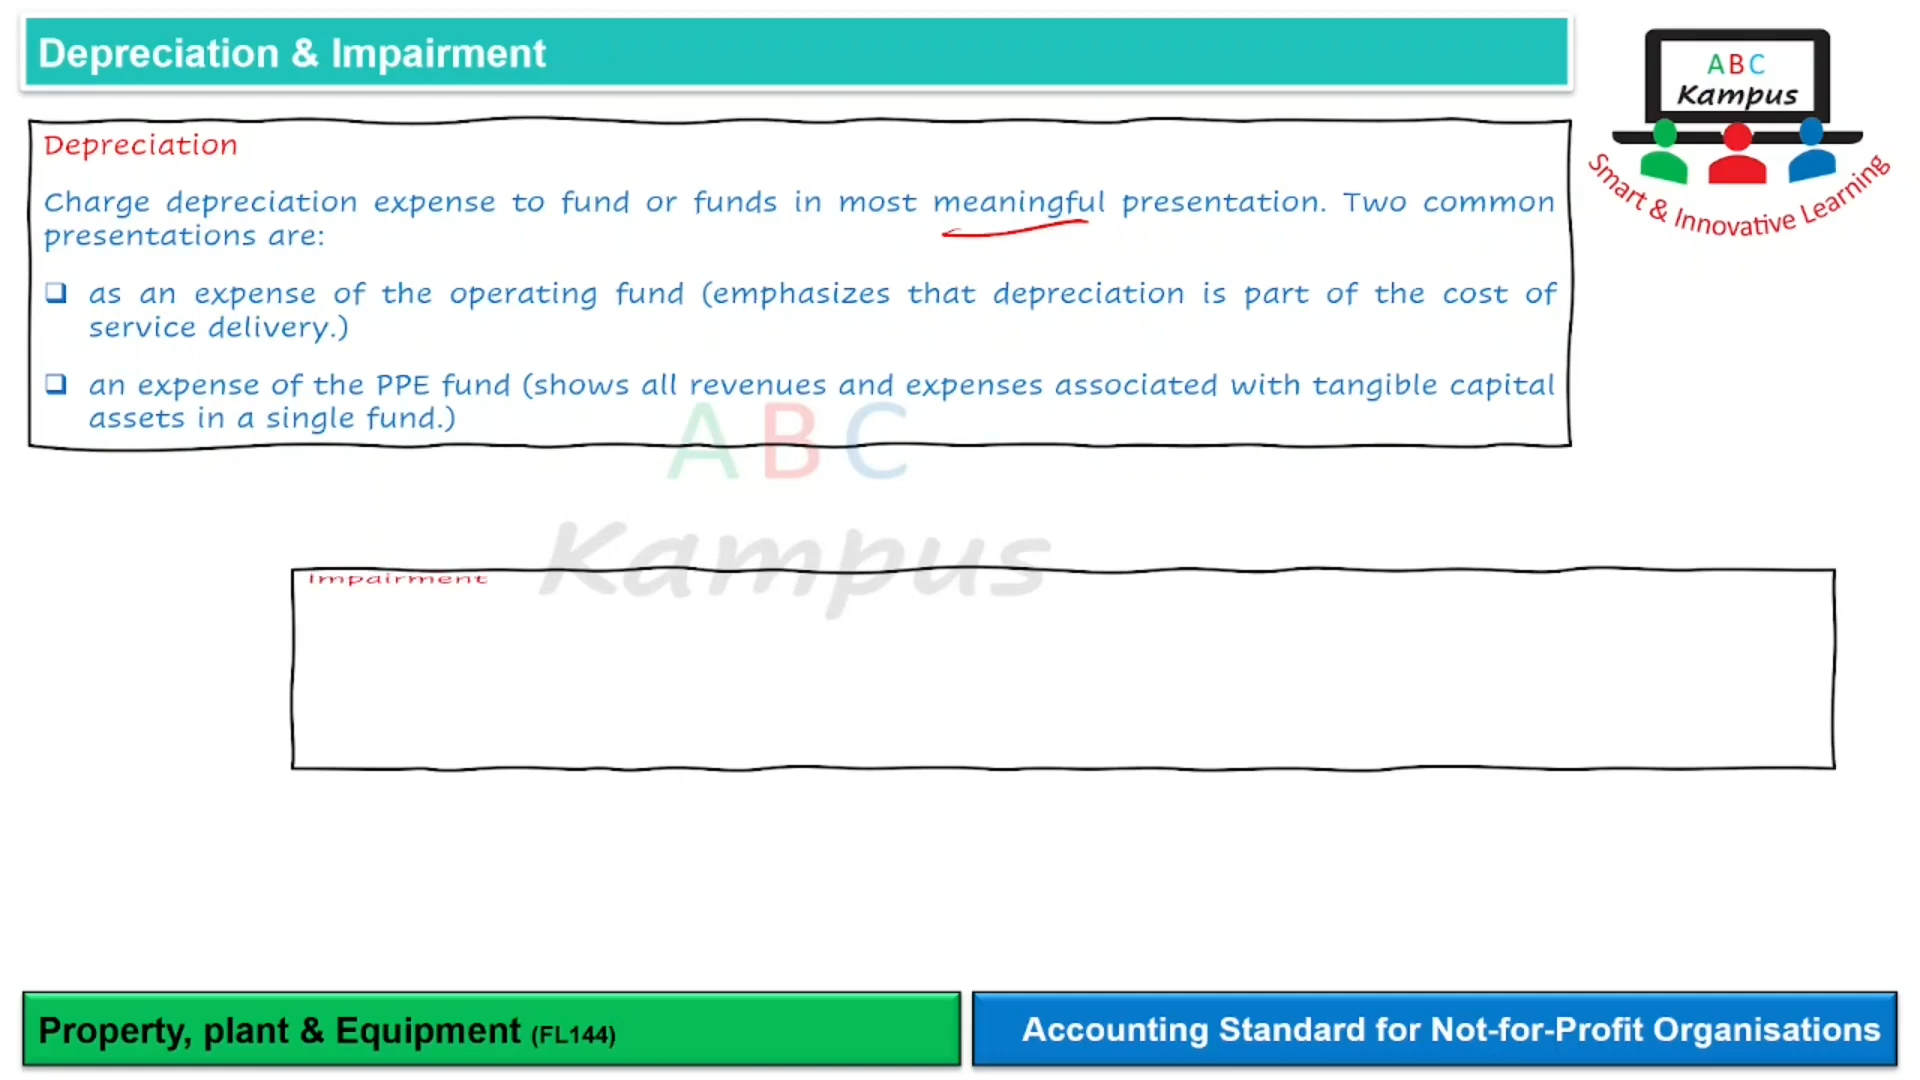 Depreciation & Impairment
A B C
Kampus
Smart & Innovative Learning
Depreciation
Charge depreciation expense to fund or funds in most meaningful presentation. Two common
presentations are:
❑ as an expense of the operating fund (emphasizes that depreciation is part of the cost of
service delivery.)
❑ an expense of the PPE fund (shows all revenues and expenses associated with tangible capital
assets in a single fund.)
A B C
Kampus
Impairment
Property, plant & Equipment (FL144)
Accounting Standard for Not-for-Profit Organisations